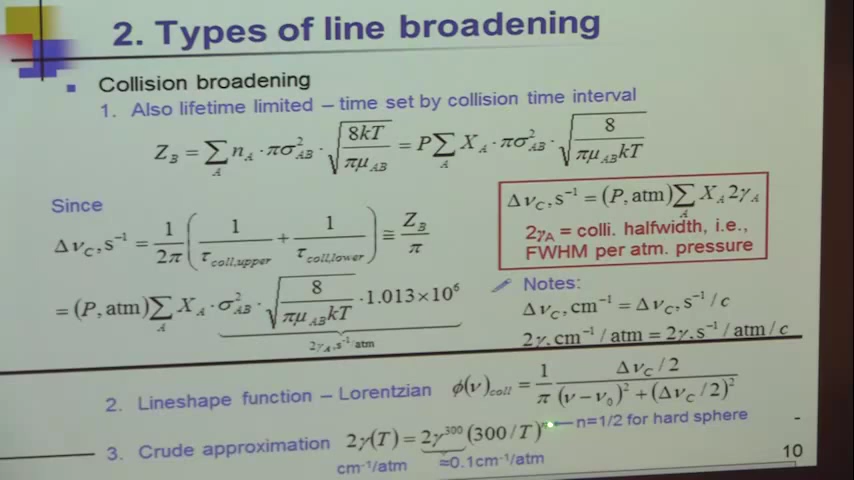 2. Types of line broadening
Collision broadening
1. Also lifetime limited – time set by collision time interval
Z_B = ∑_A n_A · πσ²_AB · √(8kT / πμ_AB) = P∑_A X_A · πσ²_AB · √(8 / πμ_AB kT)
Since
Δν_C, s⁻¹ = 1/2π (1/τ_coll,upper + 1/τ_coll,lower) ≅ Z_B/π
= (P, atm)∑_A X_A · σ²_AB · √(8 / πμ_AB kT) · 1.013×10⁶
2γ_A, s⁻¹/atm
Δν_C, s⁻¹ = (P, atm)∑_A X_A 2γ_A
2γ_A = colli. halfwidth, i.e.,
FWHM per atm. pressure
Notes:
Δν_C, cm⁻¹ = Δν_C, s⁻¹ / c
2γ, cm⁻¹ / atm = 2γ, s⁻¹ / atm / c
2. Lineshape function – Lorentzian φ(ν)_coll = 1/π Δν_C / 2 / (ν – ν₀)² + (Δν_C / 2)²
3. Crude approximation 2γ(T) = 2γ³⁰⁰ (300 / T)ⁿ n=1/2 for hard sphere
cm⁻¹/atm ≈0.1cm⁻¹/atm
10